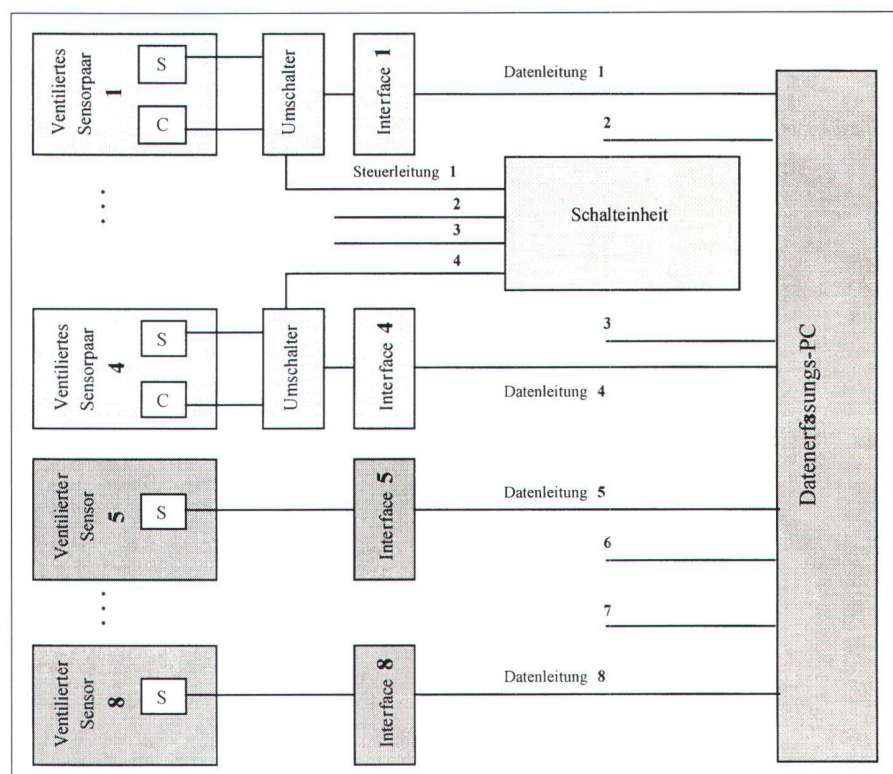 Ventiliertes
Sensorpaar
1
S
C
Umschalter
Interface 1
Datenleitung 1
2
Steuerleitung 1
2
3
4
Schalteinheit
. . .
Ventiliertes
Sensorpaar
4
S
C
Umschalter
Interface 4
3
Datenleitung 4
Ventilierter
Sensor
5
S
Interface 5
Datenleitung 5
6
7
. . .
Ventilierter
Sensor
8
S
Interface 8
Datenleitung 8
Datenerfassungs-PC